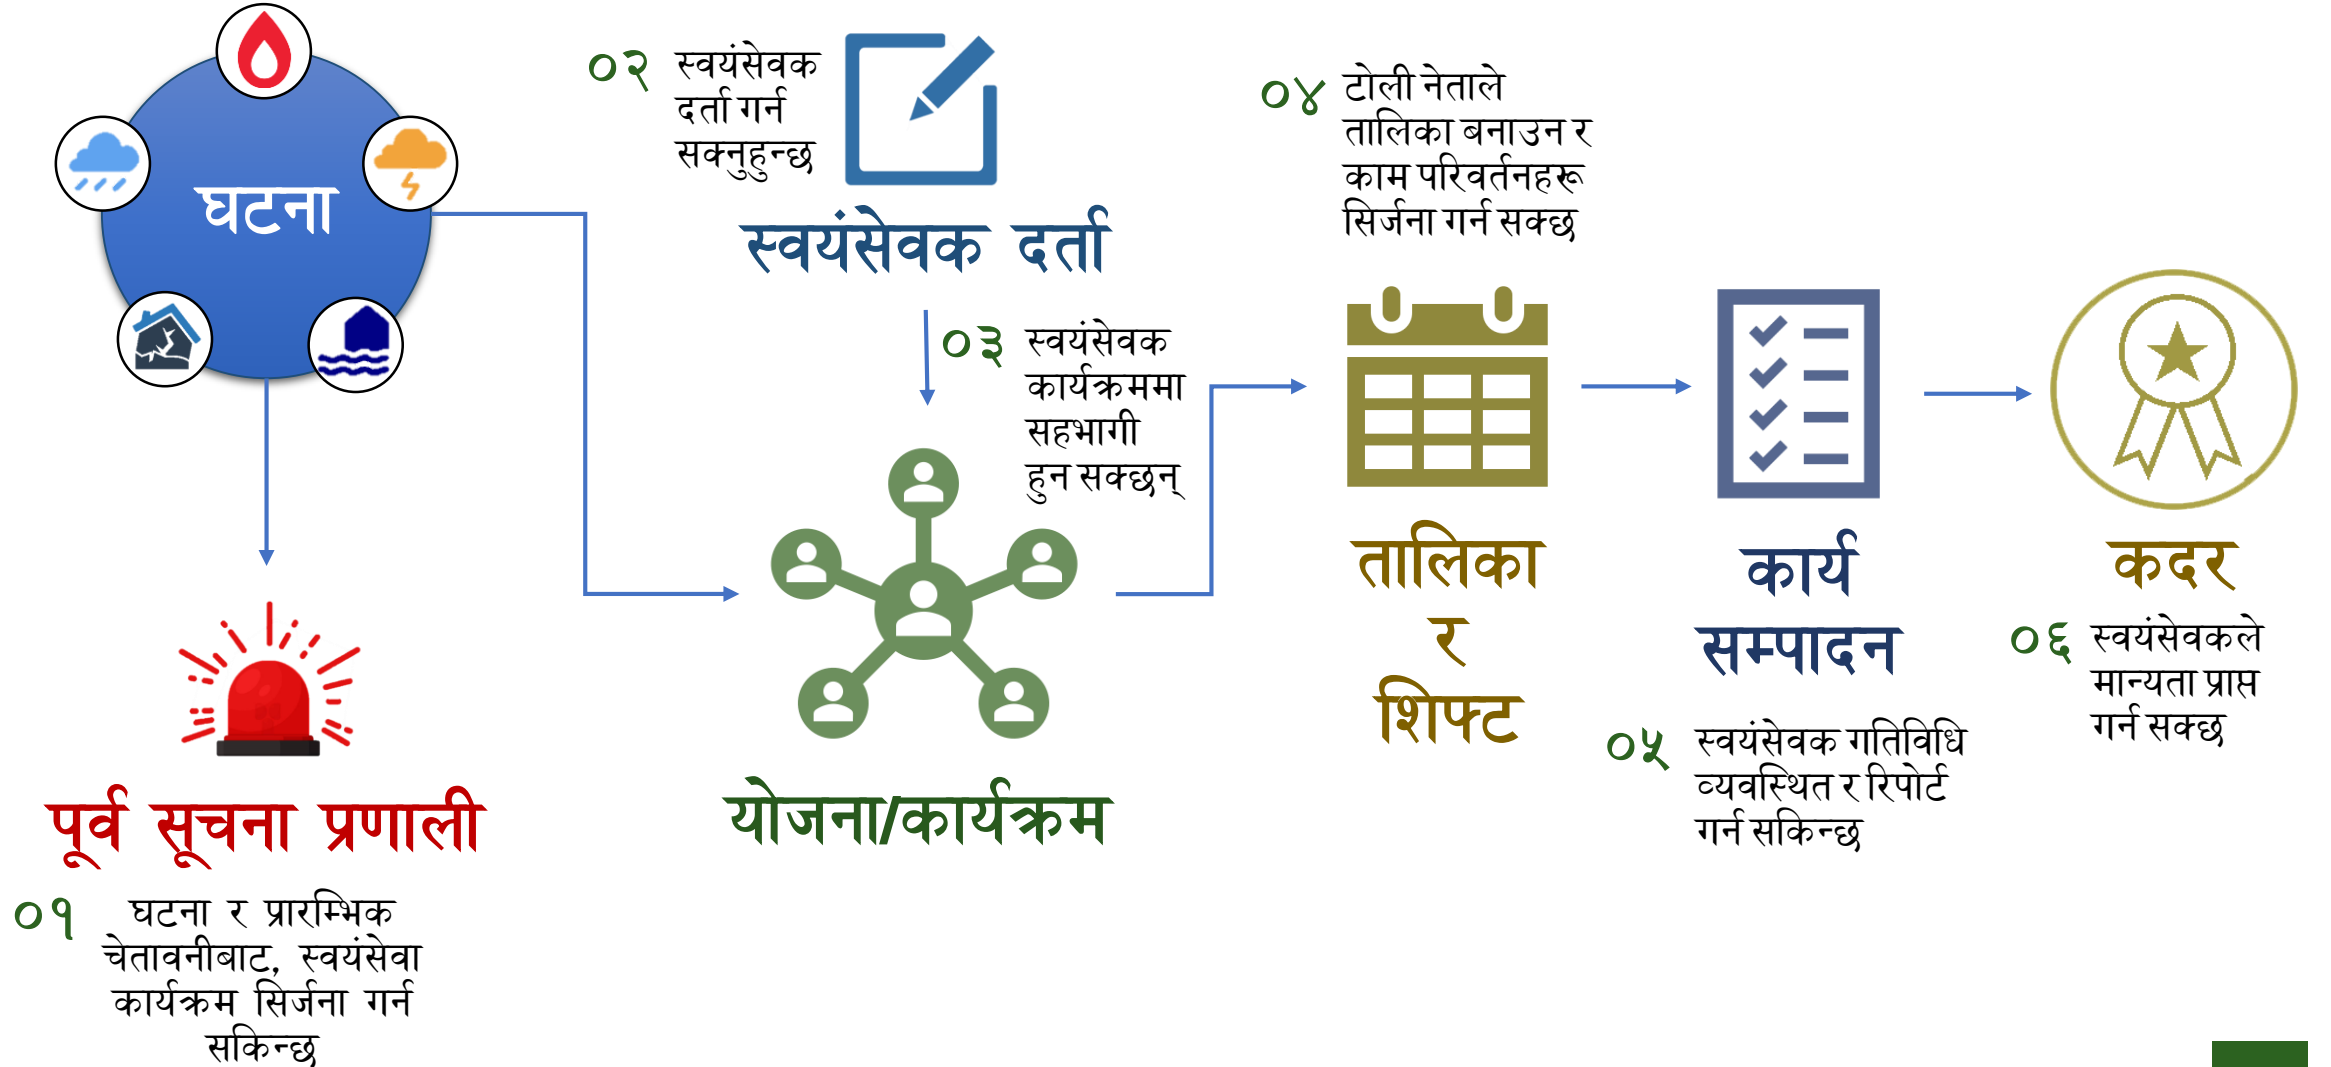 घटना
पूर्व सूचना प्रणाली
०१
घटना र प्रारम्भिक
चेतावनीबाट, स्वयंसेवा
कार्यक्रम सिर्जना गर्न
सकिन्छ
०२
स्वयंसेवक
दर्ता गर्न
सक्नुहुन्छ
स्वयंसेवक दर्ता
०३
स्वयंसेवक
कार्यक्रममा
सहभागी
हुन सक्छन्
योजना/कार्यक्रम
०४
टोली नेताले
तालिका बनाउन र
काम परिवर्तनहरू
सिर्जना गर्न सक्छ
तालिका
र
शिफ्ट
कार्य
सम्पादन
०५
स्वयंसेवक गतिविधि
व्यवस्थित र रिपोर्ट
गर्न सकिन्छ
कदर
०६
स्वयंसेवकले
मान्यता प्राप्त
गर्न सक्छ